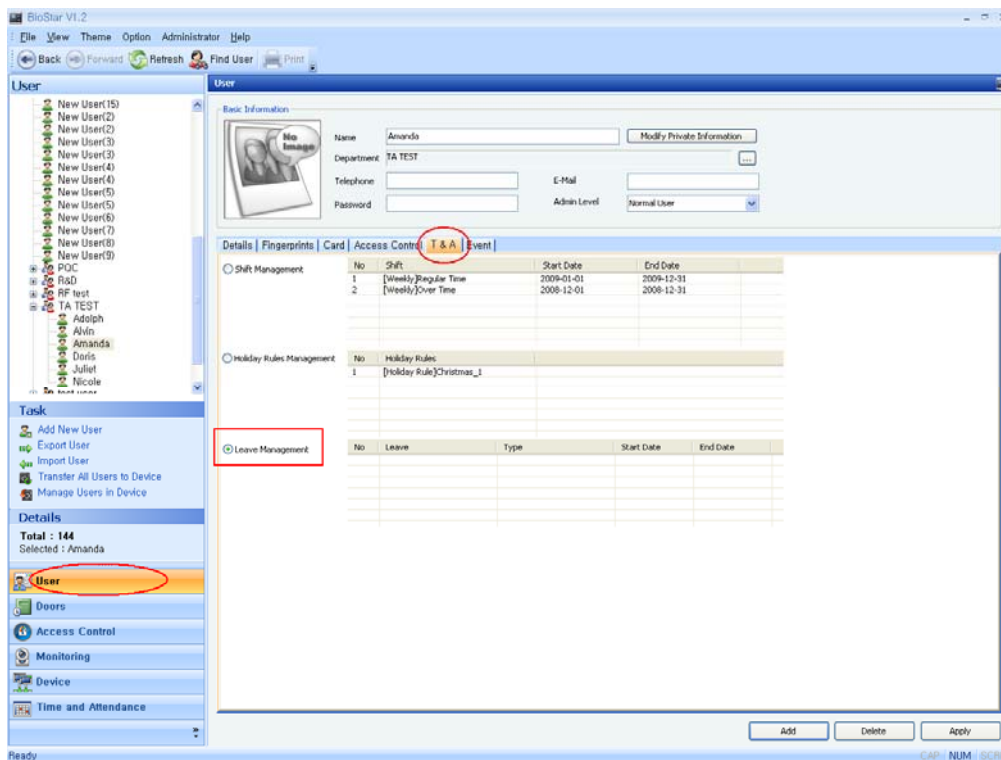 BioStar V1.2
File View Theme Option Administrator Help
Back Forward Refresh Find User Print
User
New User(15)
New User(2)
New User(2)
New User(3)
New User(3)
New User(4)
New User(4)
New User(5)
New User(5)
New User(6)
New User(7)
New User(8)
New User(9)
POC
R&D
RF test
TA TEST
Adolph
Alvin
Amanda
Doris
Juliet
Nicole
test user
Task
Add New User
Export User
Import User
Transfer All Users to Device
Manage Users in Device
Details
Total : 144
Selected : Amanda
User
Doors
Access Control
Monitoring
Device
Time and Attendance
User
Basic Information
No Image
Name Amanda Modify Private Information
Department TA TEST ...
Telephone E-Mail
Password Admin Level Normal User
Details Fingerprints Card Access Control T & A Event
Shift Management
No Shift Start Date End Date
1 [Weekly]Regular Time 2009-01-01 2009-12-31
2 [Weekly]Over Time 2008-12-01 2008-12-31
Holiday Rules Management
No Holiday Rules
1 [Holiday Rule]Christmas_1
Leave Management
No Leave Type Start Date End Date
Add Delete Apply
Ready CAP NUM SCR